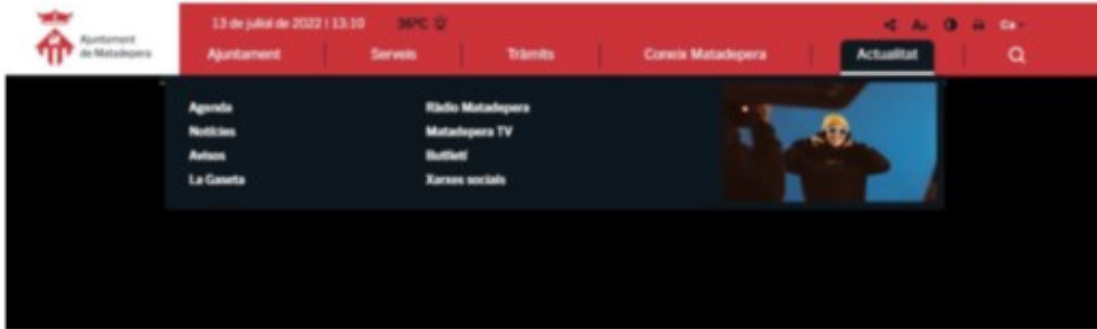 Ajuntament
de Matadepera
13 de juliol de 2022 | 13:10 36ºC
Ca
Ajuntament Serveis Tràmits Coneix Matadepera Actualitat
Agenda Ràdio Matadepera
Notícies Matadepera TV
Avisos Butlletí
La Gaseta Xarxes socials